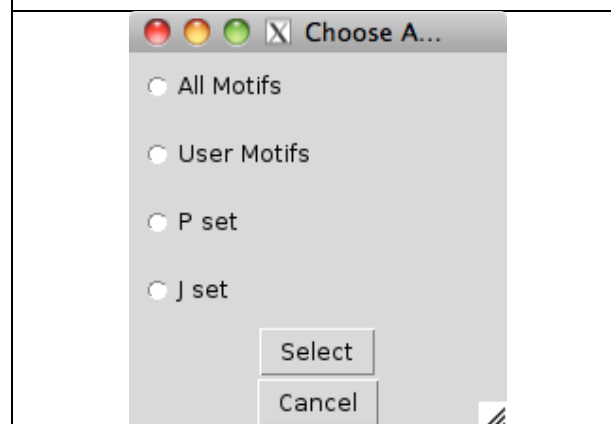 Choose A...
All Motifs
User Motifs
P set
J set
Select
Cancel